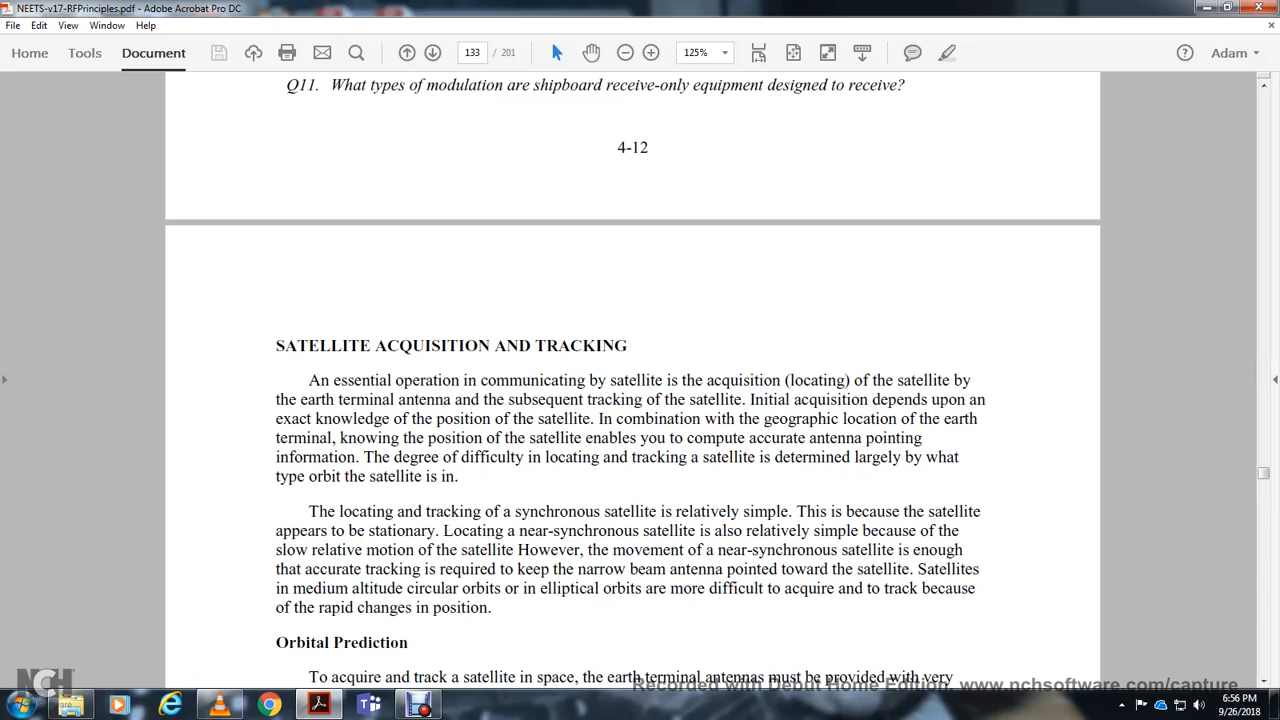 NEETS-v17-RFPrinciples.pdf - Adobe Acrobat Pro DC
File Edit View Window Help
Home Tools Document 133 / 201 125% Adam
Q11. What types of modulation are shipboard receive-only equipment designed to receive?
4-12
SATELLITE ACQUISITION AND TRACKING
An essential operation in communicating by satellite is the acquisition (locating) of the satellite by
the earth terminal antenna and the subsequent tracking of the satellite. Initial acquisition depends upon an
exact knowledge of the position of the satellite. In combination with the geographic location of the earth
terminal, knowing the position of the satellite enables you to compute accurate antenna pointing
information. The degree of difficulty in locating and tracking a satellite is determined largely by what
type orbit the satellite is in.
The locating and tracking of a synchronous satellite is relatively simple. This is because the satellite
appears to be stationary. Locating a near-synchronous satellite is also relatively simple because of the
slow relative motion of the satellite However, the movement of a near-synchronous satellite is enough
that accurate tracking is required to keep the narrow beam antenna pointed toward the satellite. Satellites
in medium altitude circular orbits or in elliptical orbits are more difficult to acquire and to track because
of the rapid changes in position.
Orbital Prediction
To acquire and track a satellite in space, the earth terminal antennas must be provided with very
Recorded with Debut Home Edition. www.nchsoftware.com/capture
NCH
6:56 PM
9/26/2018